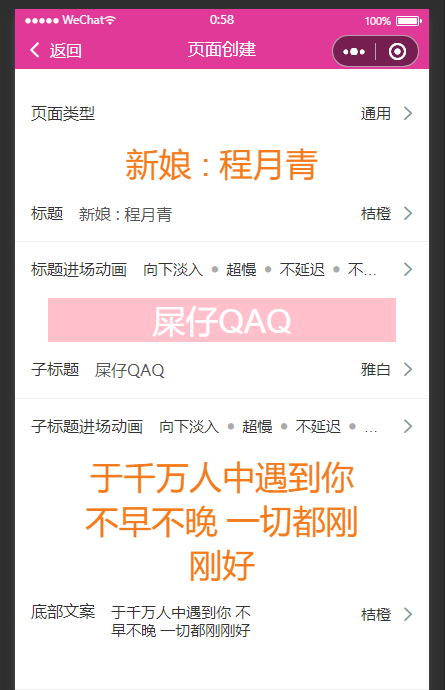 WeChat 0:58 100%
返回 页面创建
页面类型 通用
新娘 : 程月青
标题 新娘 : 程月青 桔橙
标题进场动画 向下淡入 ● 超慢 ● 不延迟 ● 不...
屎仔QAQ
子标题 屎仔QAQ 雅白
子标题进场动画 向下淡入 ● 超慢 ● 不延迟 ● ...
于千万人中遇到你
不早不晚 一切都刚
刚好
底部文案 于千万人中遇到你 不 桔橙
早不晚 一切都刚刚好